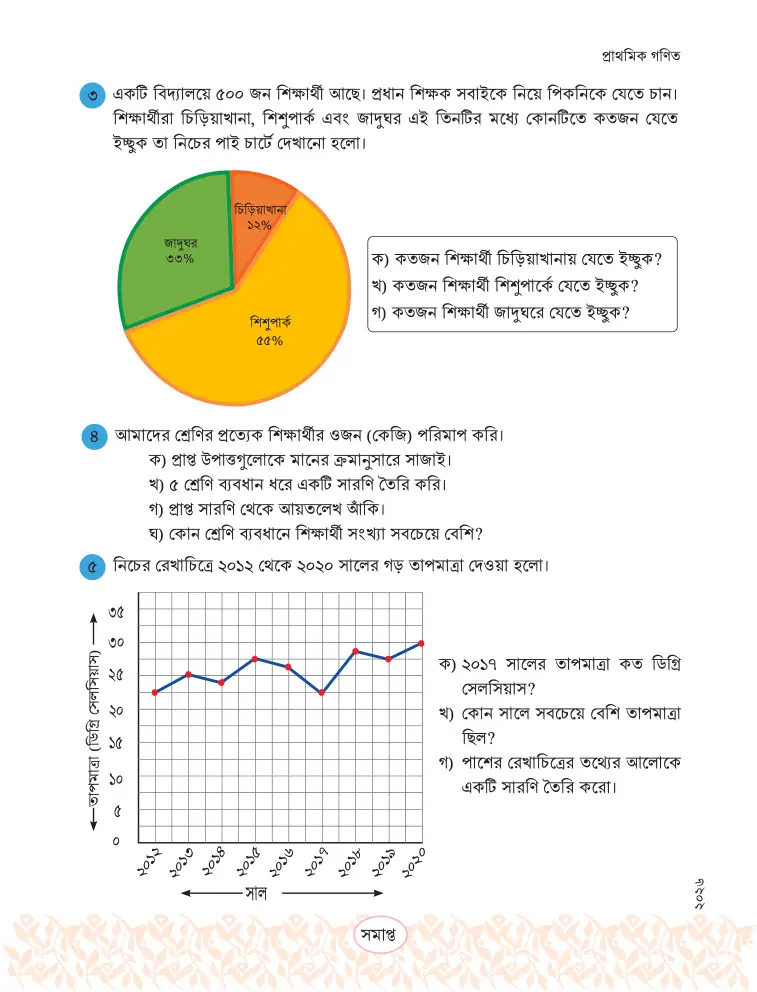 প্রাথমিক গণিত
৩ একটি বিদ্যালয়ে ৫০০ জন শিক্ষার্থী আছে। প্রধান শিক্ষক সবাইকে নিয়ে পিকনিকে যেতে চান।
শিক্ষার্থীরা চিড়িয়াখানা, শিশুপার্ক এবং জাদুঘর এই তিনটির মধ্যে কোনটিতে কতজন যেতে
ইচ্ছুক তা নিচের পাই চার্টে দেখানো হলো।
চিড়িয়াখানা
১২%
জাদুঘর
৩৩%
শিশুপার্ক
৫৫%
ক) কতজন শিক্ষার্থী চিড়িয়াখানায় যেতে ইচ্ছুক?
খ) কতজন শিক্ষার্থী শিশুপার্কে যেতে ইচ্ছুক?
গ) কতজন শিক্ষার্থী জাদুঘরে যেতে ইচ্ছুক?
৪ আমাদের শ্রেণির প্রত্যেক শিক্ষার্থীর ওজন (কেজি) পরিমাপ করি।
ক) প্রাপ্ত উপাত্তগুলোকে মানের ক্রমানুসারে সাজাই।
খ) ৫ শ্রেণি ব্যবধান ধরে একটি সারণি তৈরি করি।
গ) প্রাপ্ত সারণি থেকে আয়তলেখ আঁকি।
ঘ) কোন শ্রেণি ব্যবধানে শিক্ষার্থী সংখ্যা সবচেয়ে বেশি?
৫ নিচের রেখাচিত্রে ২০১২ থেকে ২০২০ সালের গড় তাপমাত্রা দেওয়া হলো।
তাপমাত্রা (ডিগ্রি সেলসিয়াস)
৩৫
৩০
২৫
২০
১৫
১০
৫
০
২০১২ ২০১৩ ২০১৪ ২০১৫ ২০১৬ ২০১৭ ২০১৮ ২০১৯ ২০২০
সাল
ক) ২০১৭ সালের তাপমাত্রা কত ডিগ্রি
সেলসিয়াস?
খ) কোন সালে সবচেয়ে বেশি তাপমাত্রা
ছিল?
গ) পাশের রেখাচিত্রের তথ্যের আলোকে
একটি সারণি তৈরি করো।
২০২৬
সমাপ্ত